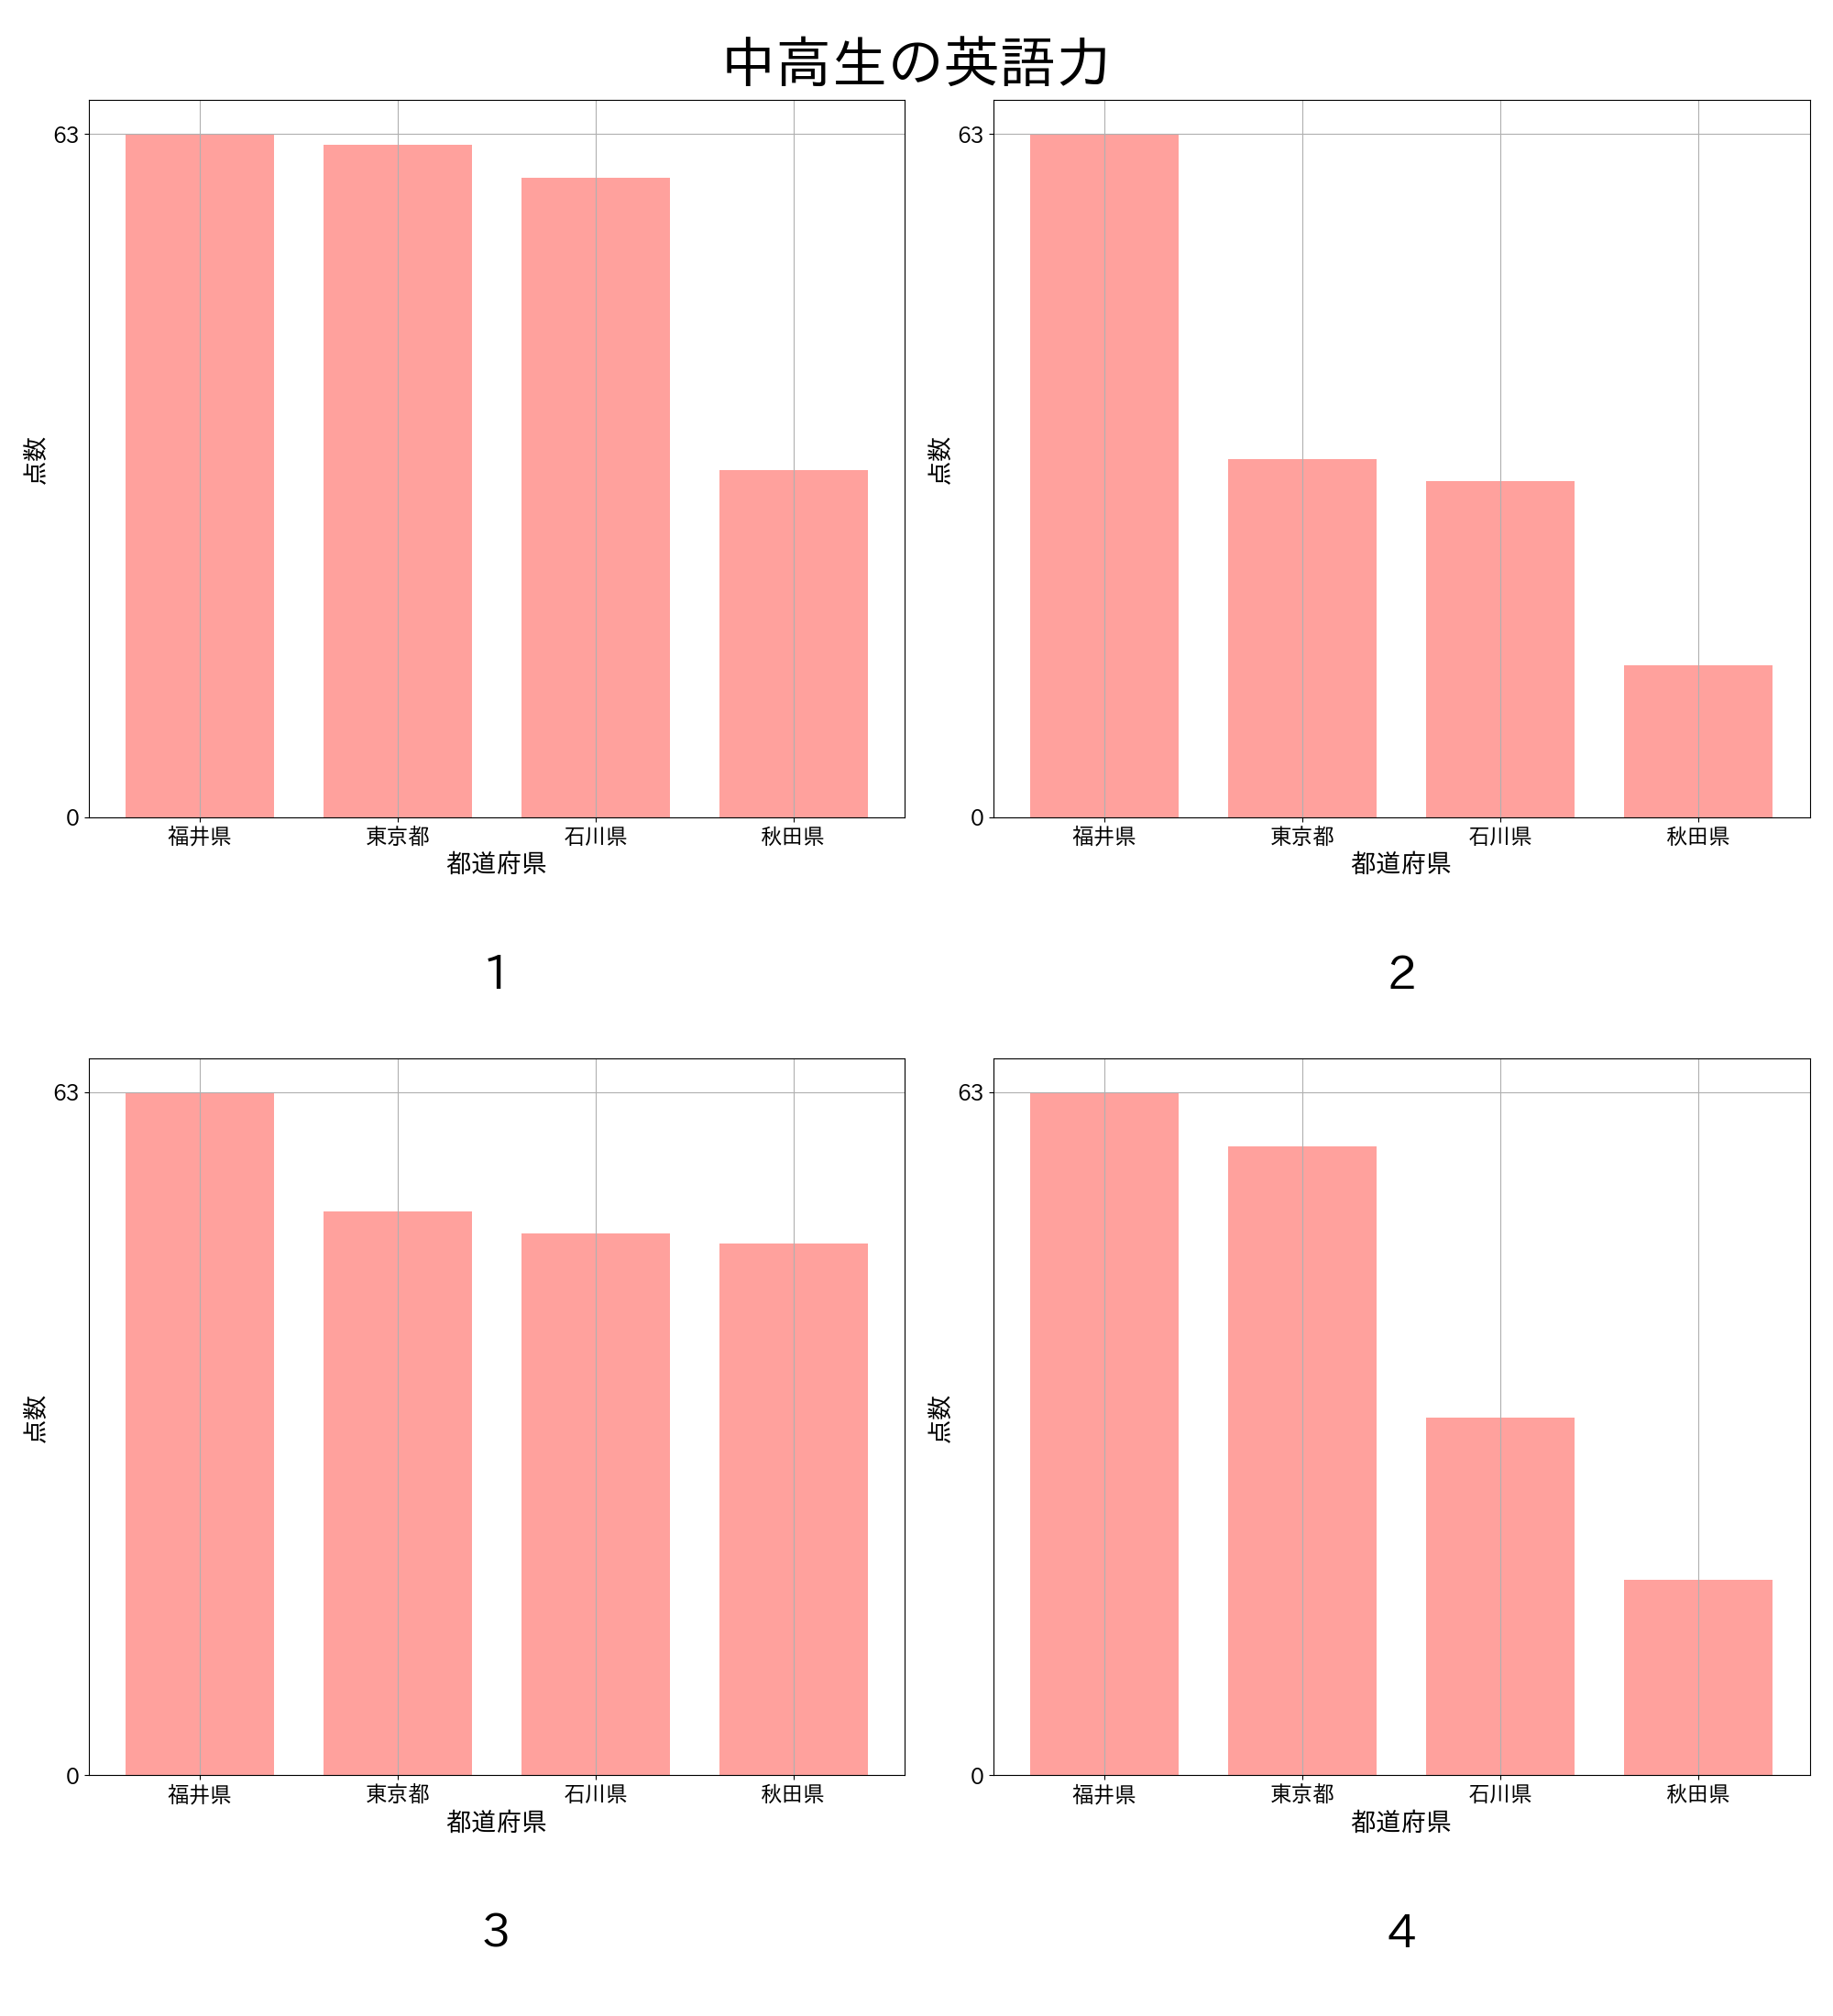 中高生の英語力
63
点数
0
福井県 東京都 石川県 秋田県
都道府県
1
63
点数
0
福井県 東京都 石川県 秋田県
都道府県
2
63
点数
0
福井県 東京都 石川県 秋田県
都道府県
3
63
点数
0
福井県 東京都 石川県 秋田県
都道府県
4